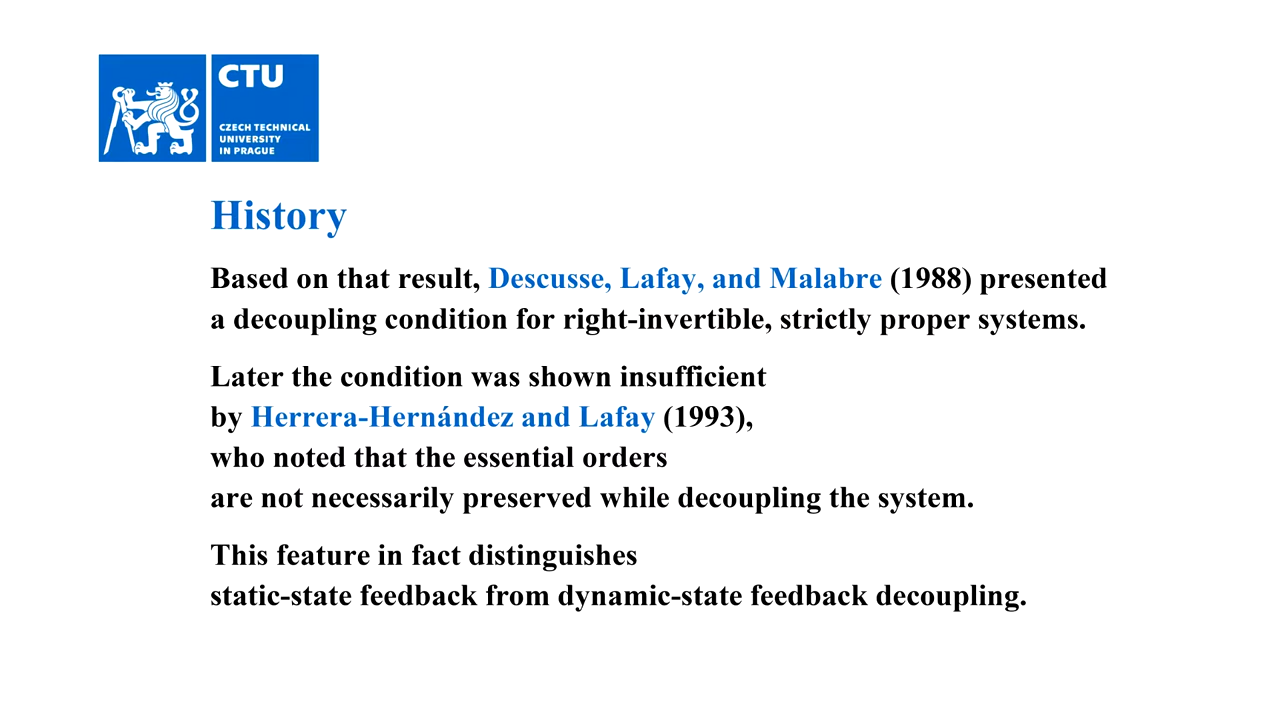 CTU
CZECH TECHNICAL
UNIVERSITY
IN PRAGUE
History
Based on that result, Descusse, Lafay, and Malabre (1988) presented
a decoupling condition for right-invertible, strictly proper systems.
Later the condition was shown insufficient
by Herrera-Hernández and Lafay (1993),
who noted that the essential orders
are not necessarily preserved while decoupling the system.
This feature in fact distinguishes
static-state feedback from dynamic-state feedback decoupling.